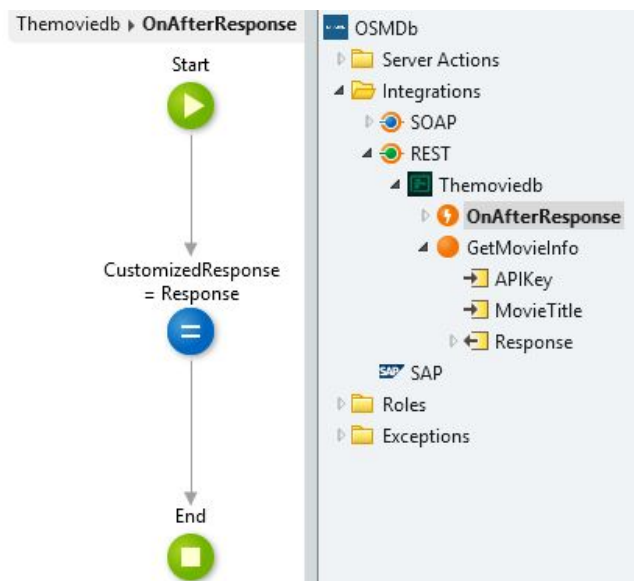 Themoviedb OnAfterResponse
Start
CustomizedResponse
= Response
End
OSMDb
Server Actions
Integrations
SOAP
REST
Themoviedb
OnAfterResponse
GetMovieInfo
APIKey
MovieTitle
Response
SAP SAP
Roles
Exceptions